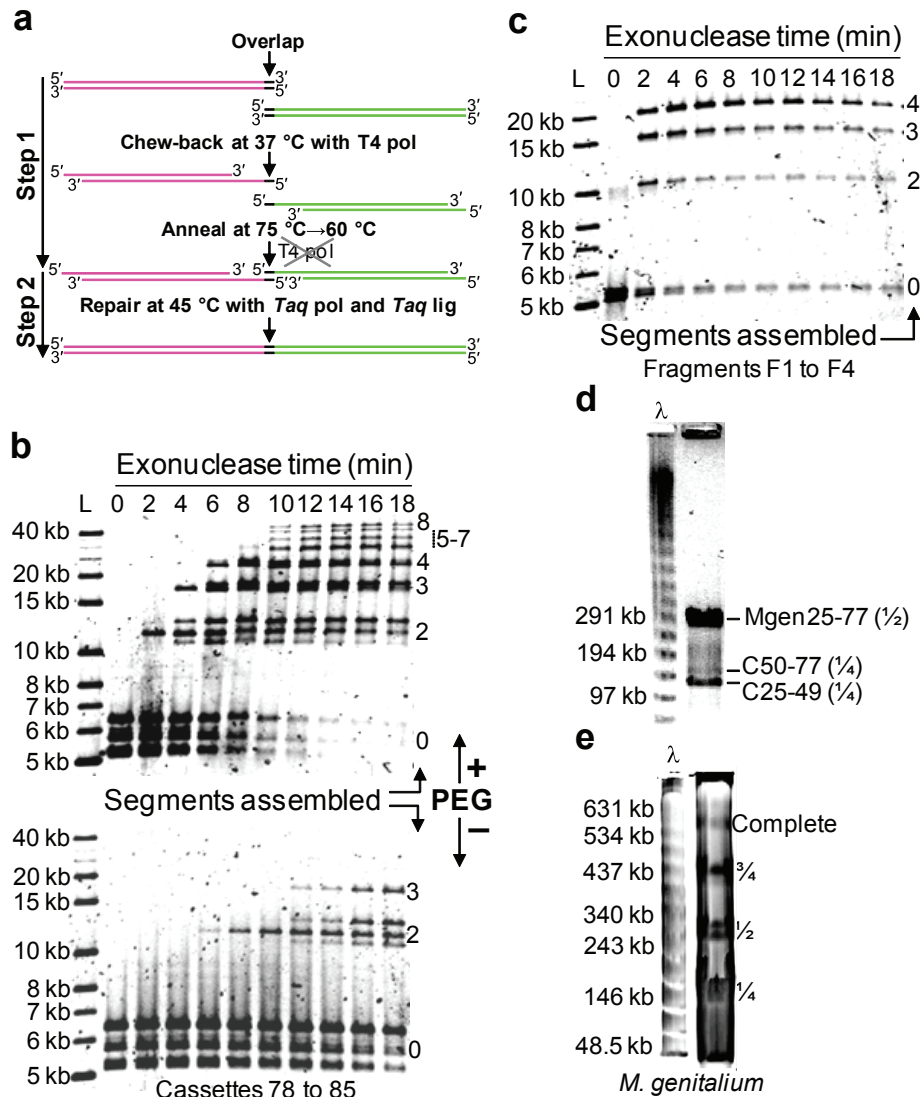 a
Overlap
5′ 3′
3′
5′
Step 1
Chew-back at 37 °C with T4 pol
5′ 3′
3′
5′ 5′
3′ 5′
Anneal at 75 °C→60 °C
T4 pol
Step 2
5′ 5′ 3′
3′ 3′ 5′
Repair at 45 °C with Taq pol and Taq lig
5′ 3′
3′ 5′
b
Exonuclease time (min)
L 0 2 4 6 8 10 12 14 16 18
40 kb
20 kb
15 kb
10 kb
8 kb
7 kb
6 kb
5 kb
8
5-7
4
3
2
0
Segments assembled
+
PEG
−
40 kb
20 kb
15 kb
10 kb
8 kb
7 kb
6 kb
5 kb
3
2
0
Cassettes 78 to 85
c
Exonuclease time (min)
L 0 2 4 6 8 10 12 14 16 18
20 kb
15 kb
10 kb
8 kb
7 kb
6 kb
5 kb
4
3
2
0
Segments assembled
Fragments F1 to F4
d
λ
291 kb
194 kb
97 kb
Mgen25-77 (½)
C50-77 (¼)
C25-49 (¼)
e
λ
631 kb
534 kb
437 kb
340 kb
243 kb
146 kb
48.5 kb
Complete
¾
½
¼
M. genitalium